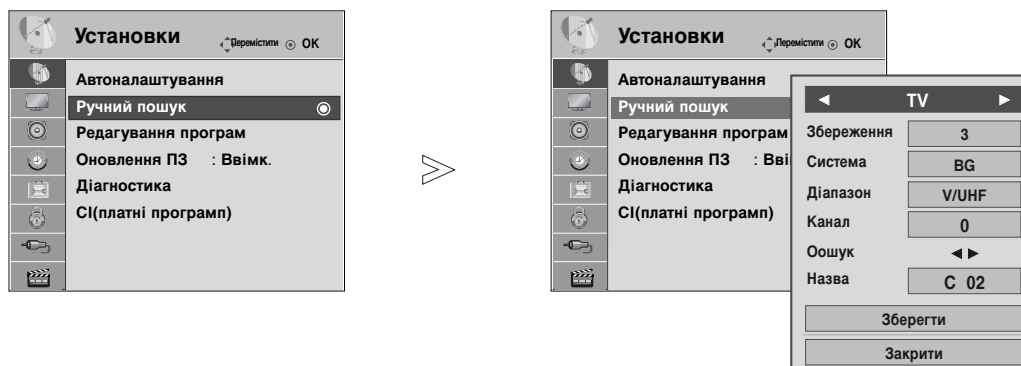 Установки Перемістити OK
Автоналаштування
Ручний пошук
Редагування програм
Оновлення ПЗ : Ввімк.
Діагностика
CI(платні програмп)
Установки Перемістити OK
Автоналаштування
Ручний пошук
Редагування програм
Оновлення ПЗ : Вві
Діагностика
CI(платні програмп)
TV
Збереження 3
Система BG
Діапазон V/UHF
Канал 0
Оошук
Назва C 02
Зберегти
Закрити